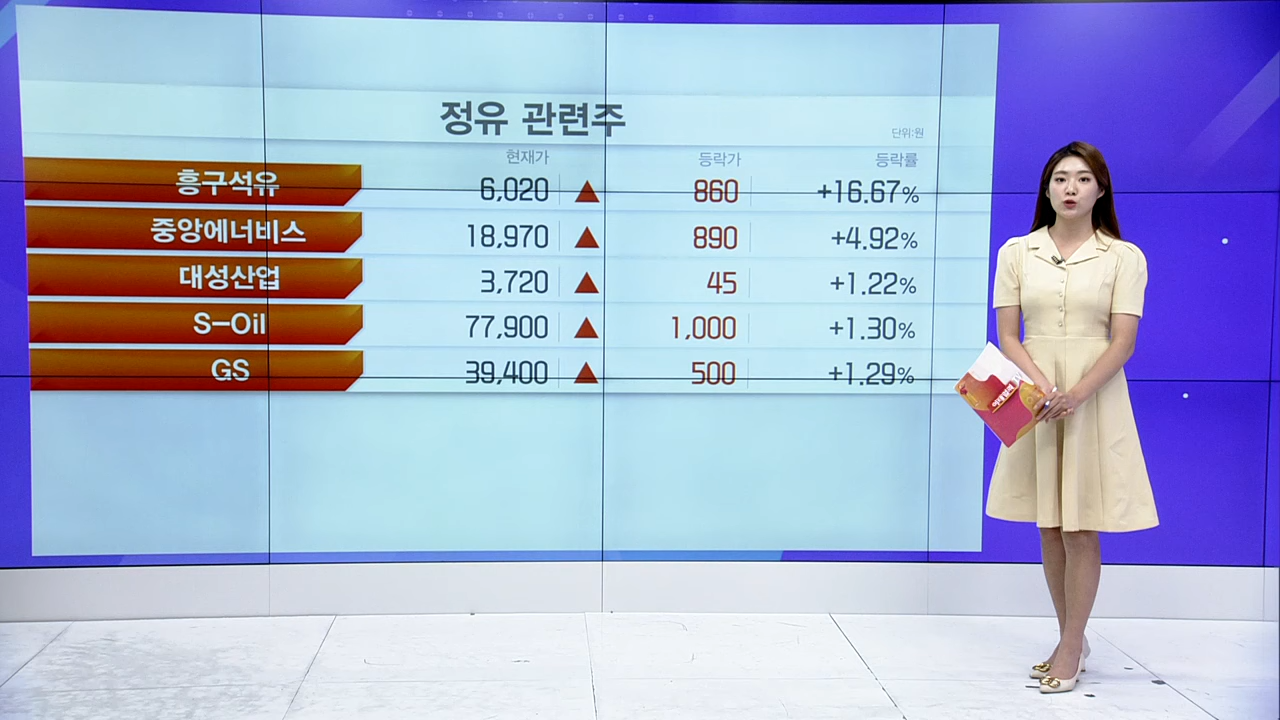 정유 관련주
단위:원
현재가 등락가 등락률
흥구석유 6,020 ▲ 860 +16.67%
중앙에너비스 18,970 ▲ 890 +4.92%
대성산업 3,720 ▲ 45 +1.22%
S-Oil 77,900 ▲ 1,000 +1.30%
GS 39,400 ▲ 500 +1.29%